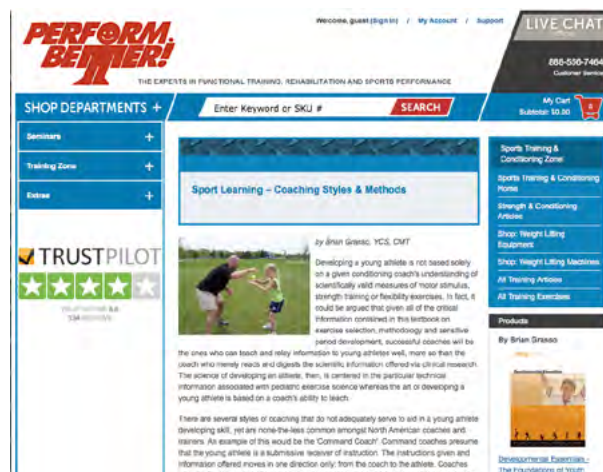 PERFORM
BETTER!
Welcome, guest (Sign In) / My Account / Support
LIVE CHAT
Customer Service
THE EXPERTS IN FUNCTIONAL TRAINING, REHABILITATION AND SPORTS PERFORMANCE
SHOP DEPARTMENTS +
Enter Keyword or SKU #
SEARCH
My Cart
Subtotal: $0.00
0
Seminars +
Training Zone +
Extras +
TRUSTPILOT
Sport Learning – Coaching Styles & Methods
by Brian Grasso, YCS, CMT
Developing a young athlete is not based solely
on a given conditioning coach's understanding of
scientifically valid measures of motor stimulus,
strength training or flexibility exercises. In fact, it
could be argued that given all of the critical
information contained in this textbook on
exercise selection, methodology and sensitive
period development, successful coaches will be
the ones who can teach and relay information to young athletes well, more so than the
coach who merely reads and digests the scientific information offered via clinical research.
The science of developing an athlete, then, is centered in the particular technical
information associated with pediatric exercise science whereas the art of developing a
young athlete is based on a coach's ability to teach.
There are several styles of coaching that do not adequately serve to aid in a young athlete
developing skill, yet are none-the-less common amongst North American coaches and
trainers. An example of this would be the 'Command Coach'. Command coaches presume
that the young athlete is a submissive receiver of instruction. The instructions given and
information offered moves in one direction only: from the coach to the athlete. Coaches
Sports Training &
Conditioning Zone
Sports Training & Conditioning
Home
Strength & Conditioning
Articles
Shop: Weight Lifting
Equipment
Shop: Weight Lifting Machines
All Training Articles
All Training Exercises
Products
By Brian Grasso
Developmental Essentials -
The Foundations of Youth